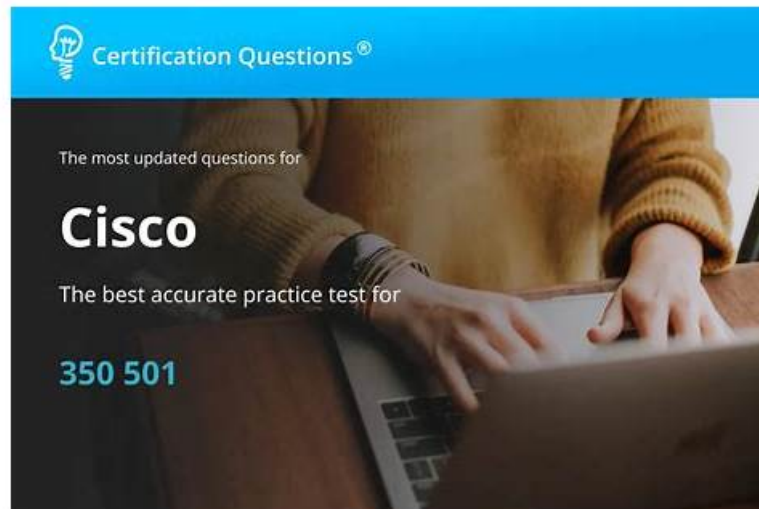 Certification Questions®
The most updated questions for
Cisco
The best accurate practice test for
350 501